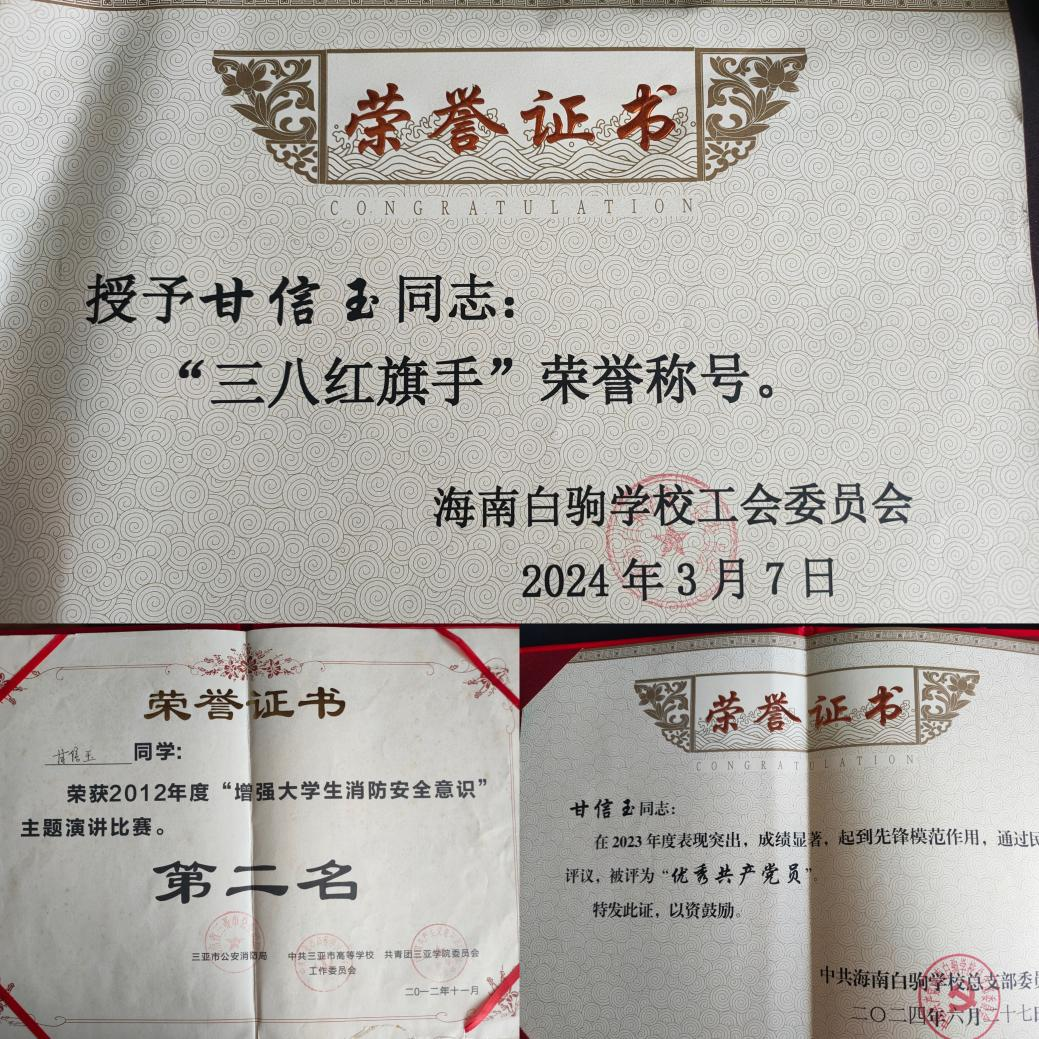 荣誉证书
CONGRATULATION
授予甘信玉同志：
“三八红旗手”荣誉称号。
海南白驹学校工会委员会
2024年3月7日
荣誉证书
甘信玉同学:
荣获2012年度“增强大学生消防安全意识”
主题演讲比赛。
第二名
三亚市公安消防局 中共三亚市高等学校 共青团三亚学院委员会
工作委员会
二〇一二年十一月
荣誉证书
CONGRATULATION
甘信玉同志：
在2023年度表现突出，成绩显著，起到先锋模范作用，通过民
评议，被评为“优秀共产党员”。
特发此证，以资鼓励。
中共海南白驹学校总支部委员
二〇二四年六月二十七日